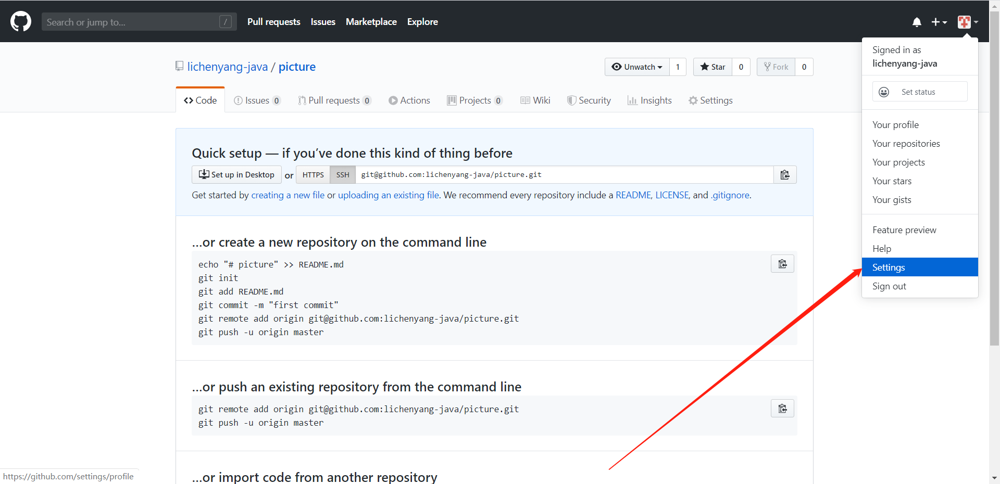 Search or jump to... /
Pull requests Issues Marketplace Explore
lichenyang-java / picture
Unwatch 1 Star 0 Fork 0
Code Issues 0 Pull requests 0 Actions Projects 0 Wiki Security Insights Settings
Quick setup — if you’ve done this kind of thing before
Set up in Desktop or HTTPS SSH git@github.com:lichenyang-java/picture.git
Get started by creating a new file or uploading an existing file. We recommend every repository include a README, LICENSE, and .gitignore.
…or create a new repository on the command line
echo "# picture" >> README.md
git init
git add README.md
git commit -m "first commit"
git remote add origin git@github.com:lichenyang-java/picture.git
git push -u origin master
…or push an existing repository from the command line
git remote add origin git@github.com:lichenyang-java/picture.git
git push -u origin master
…or import code from another repository
Signed in as
lichenyang-java
Set status
Your profile
Your repositories
Your projects
Your stars
Your gists
Feature preview
Help
Settings
Sign out
https://github.com/settings/profile